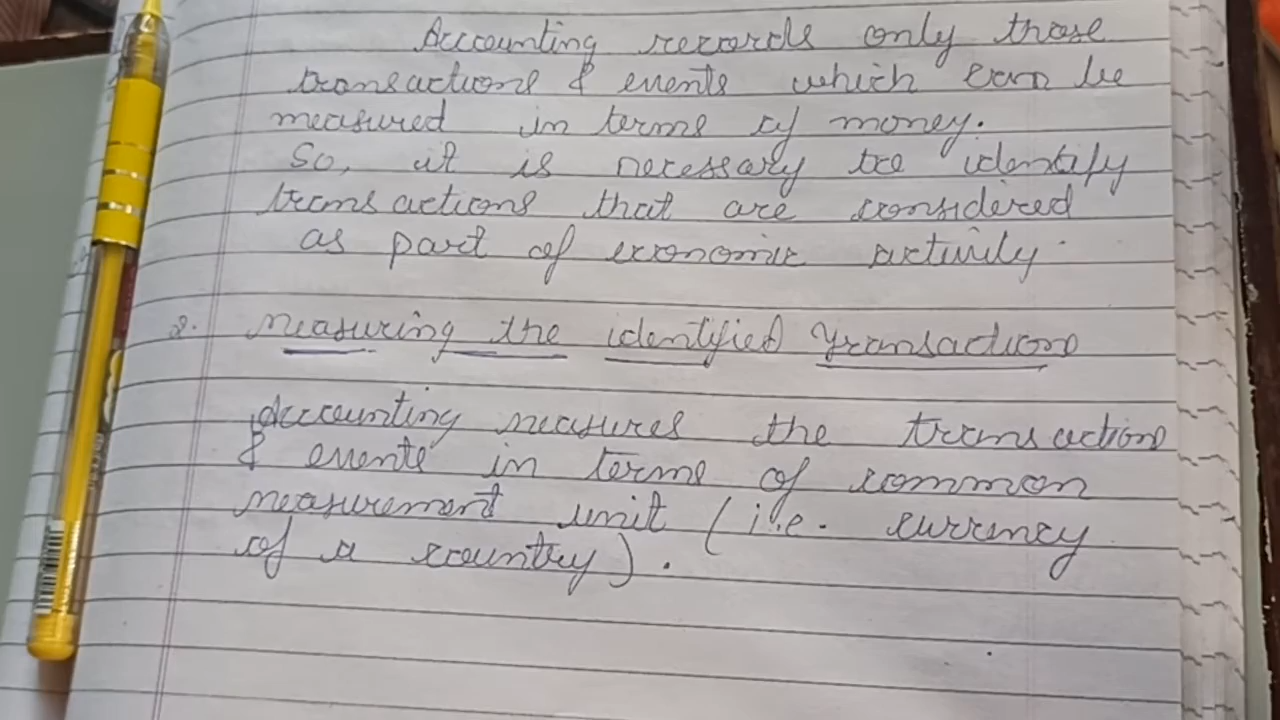 Accounting records only those
transactions & events which can be
measured in terms of money.
So, it is necessary to identify
transactions that are considered
as part of economic activity.
2. Measuring the identified Transactions
Accounting measures the transactions
& events in terms of common
measurement unit (i.e. currency
of a country).